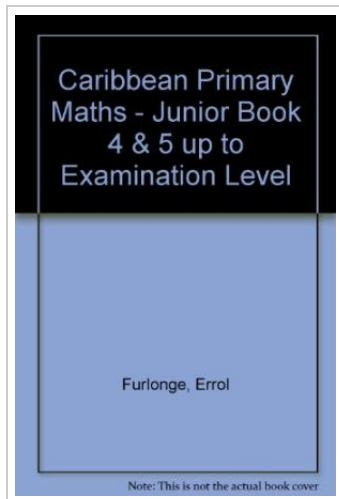 Caribbean Primary
Maths - Junior Book
4 & 5 up to
Examination Level
Furlonge, Errol
Note: This is not the actual book cover